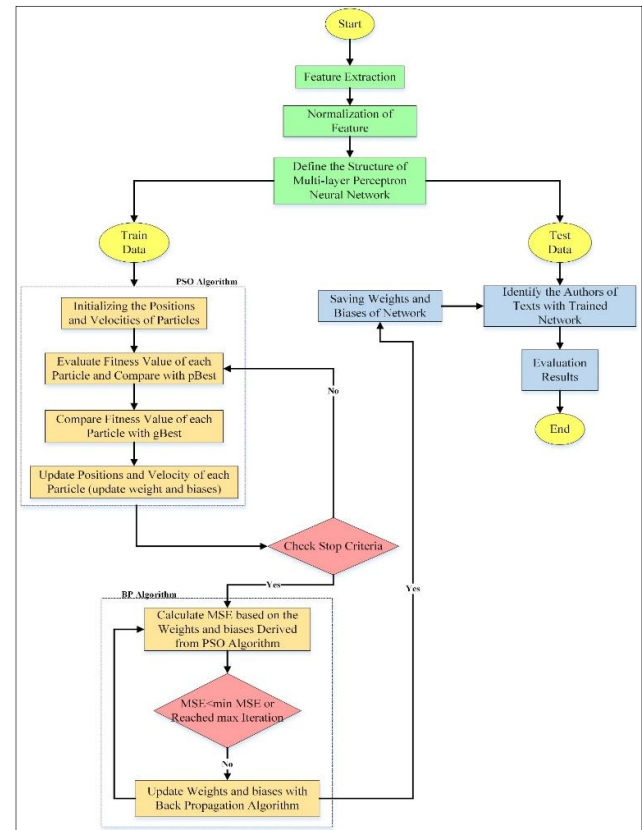 Start
Feature Extraction
Normalization of
Feature
Define the Structure of
Multi-layer Perceptron
Neural Network
Train
Data
Test
Data
PSO Algorithm
Initializing the Positions
and Velocities of Particles
Evaluate Fitness Value of each
Particle and Compare with pBest
Compare Fitness Value of each
Particle with gBest
Update Positions and Velocity of each
Particle (update weight and biases)
Saving Weights and
Biases of Network
Identify the Authors of
Texts with Trained
Network
Evaluation
Results
End
No
Check Stop Criteria
Yes
Yes
BP Algorithm
Calculate MSE based on the
Weights and biases Derived
from PSO Algorithm
MSE<min MSE or
Reached max Iteration
No
Update Weights and biases with
Back Propagation Algorithm